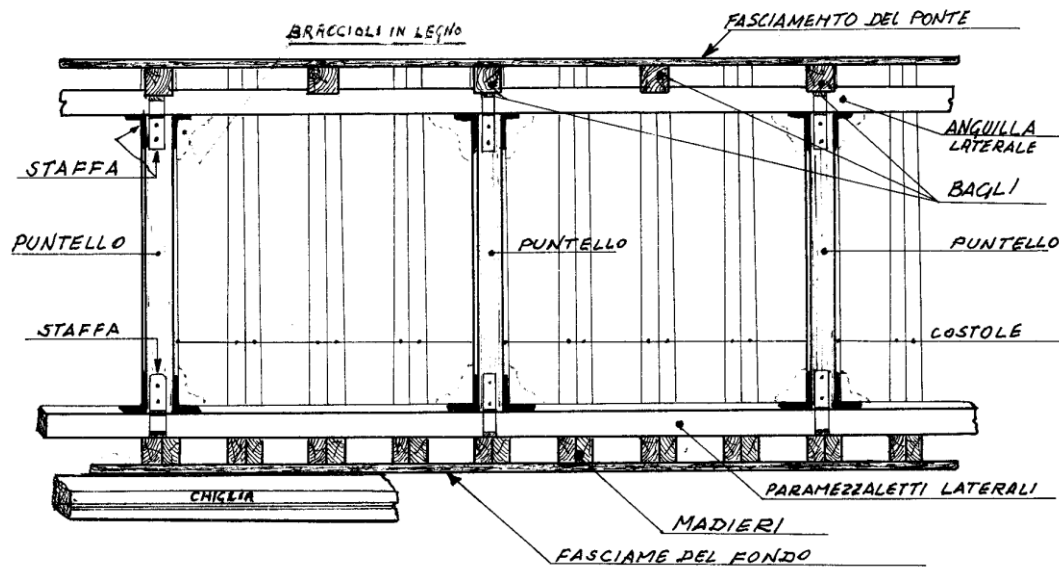 FASCIAMENTO DEL PONTE
BRACCIOLI IN LEGNO
ANGUILLA
LATERALE
STAFFA
BAGLI
PUNTELLO
PUNTELLO
PUNTELLO
STAFFA
COSTOLE
CHIGLIA
PARAMEZZALETTI LATERALI
MADIERI
FASCIAME DEL FONDO